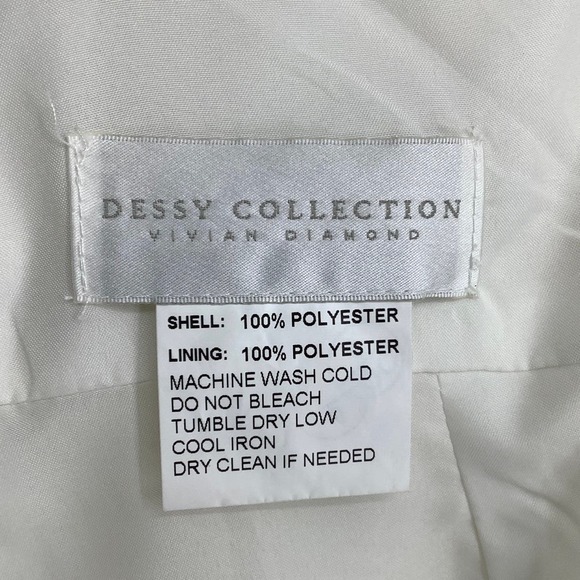 DESSY COLLECTION
VIVIAN DIAMOND
SHELL: 100% POLYESTER
LINING: 100% POLYESTER
MACHINE WASH COLD
DO NOT BLEACH
TUMBLE DRY LOW
COOL IRON
DRY CLEAN IF NEEDED